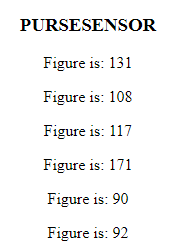 PURSESENSOR
Figure is: 131
Figure is: 108
Figure is: 117
Figure is: 171
Figure is: 90
Figure is: 92